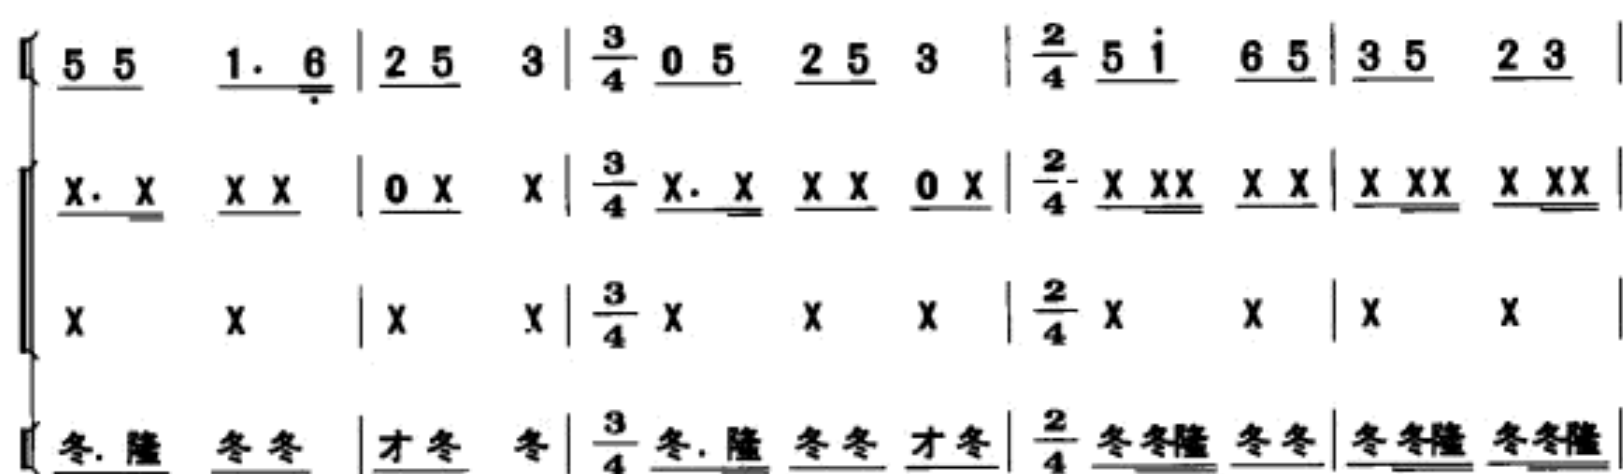 5 5 1. 6̣ | 2 5 3 | 3/4 0 5 2 5 3 | 2/4 5 i̇ 6 5 | 3 5 2 3 |
X. X X X | 0 X X | 3/4 X. X X X 0 X | 2/4 X XX X X | X XX X XX |
X X | X X | 3/4 X X X | 2/4 X X | X X |
冬. 隆 冬 冬 | 才 冬 冬 | 3/4 冬. 隆 冬 冬 才 冬 | 2/4 冬 冬隆 冬 冬 | 冬 冬隆 冬 冬隆 |